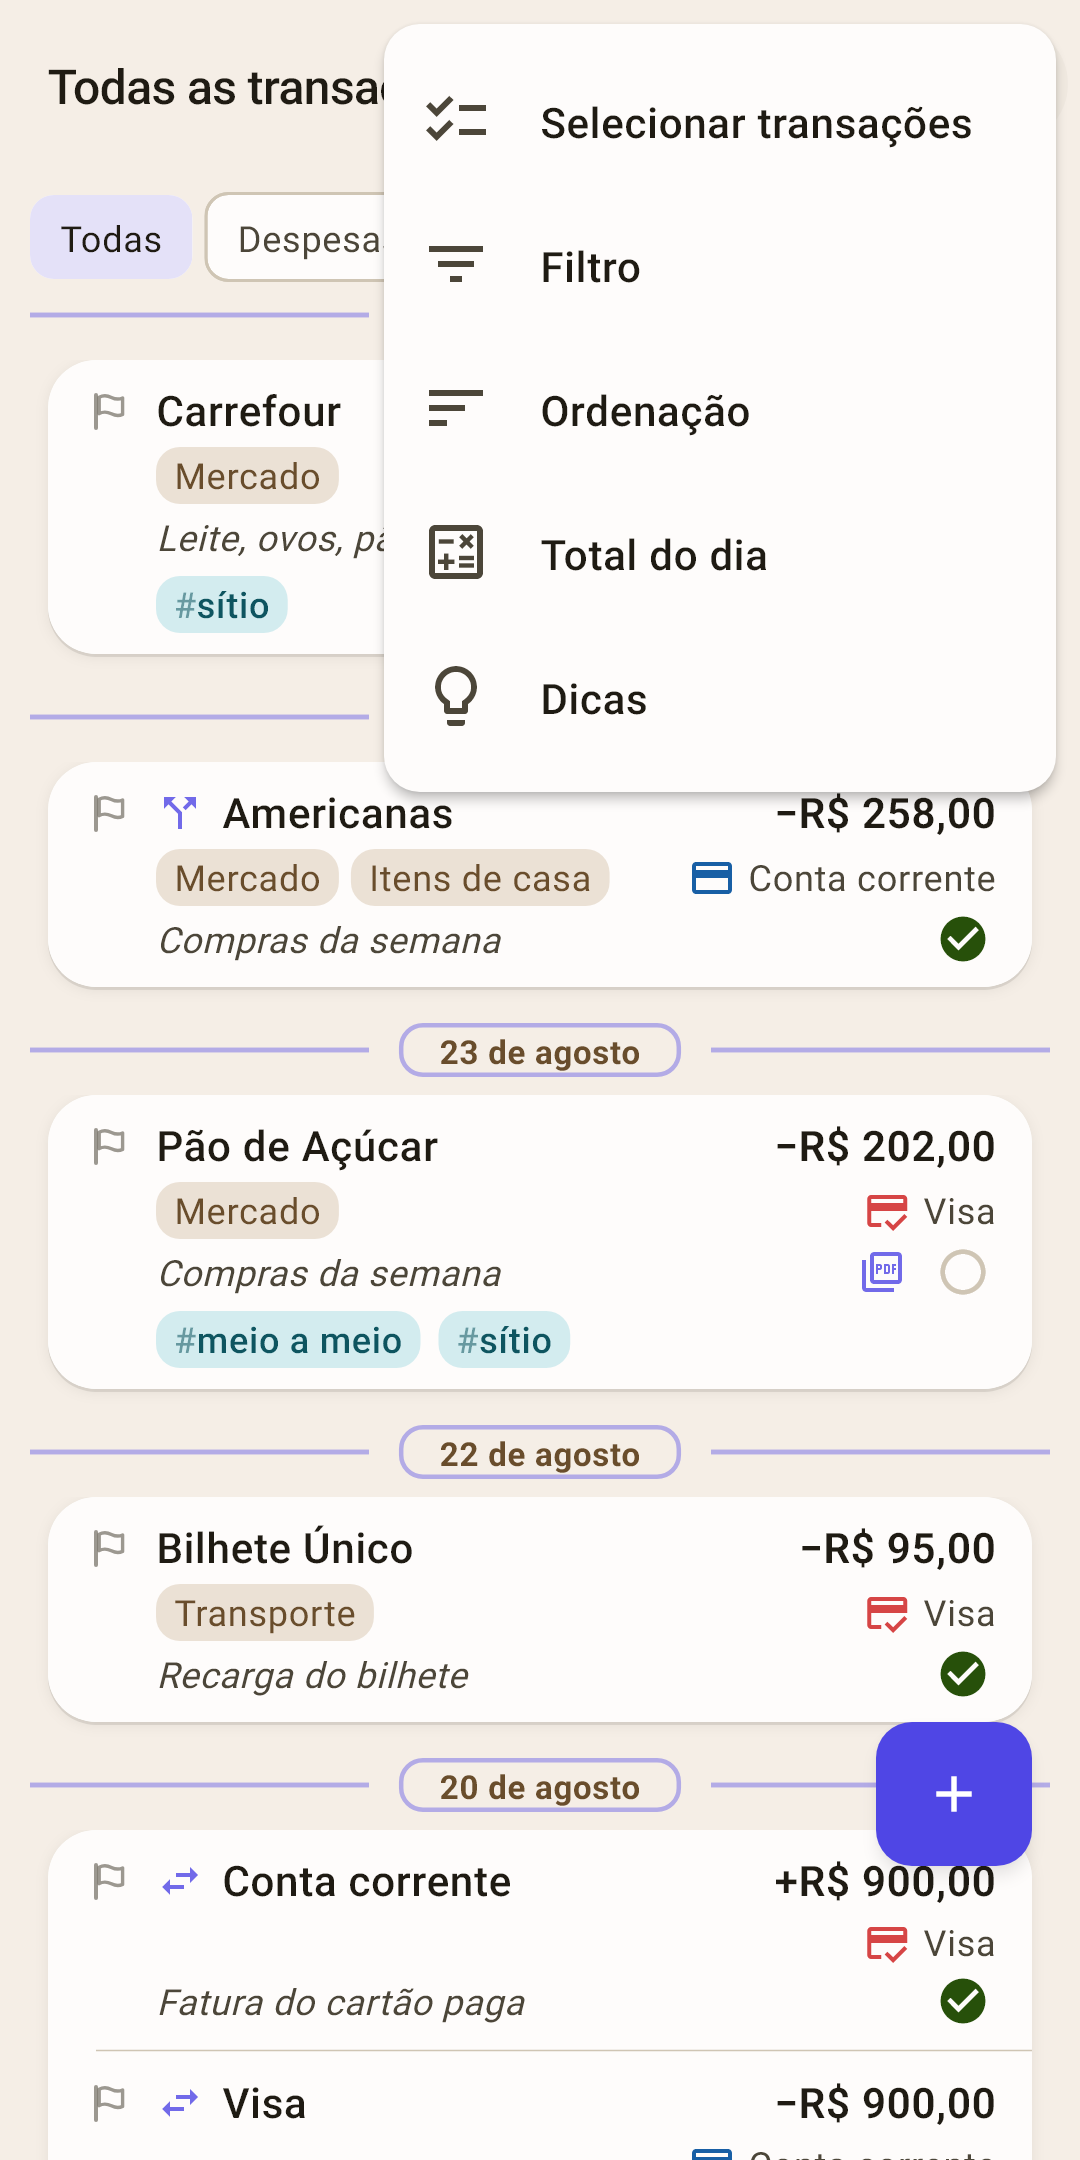 Todas as transa
Selecionar transações
Todas
Filtro
Carrefour
Ordenação
Mercado
Leite, ovos,
Total do dia
#sítio
Dicas
Americanas −R$ 258,00
Mercado Itens de casa Conta corrente
Compras da semana
23 de agosto
Pão de Açúcar −R$ 202,00
Mercado Visa
Compras da semana PDF
#meio a meio #sítio
22 de agosto
Bilhete Único −R$ 95,00
Transporte Visa
Recarga do bilhete
20 de agosto
Conta corrente +R$ 900,00
Visa
Fatura do cartão paga
Visa −R$ 900,00